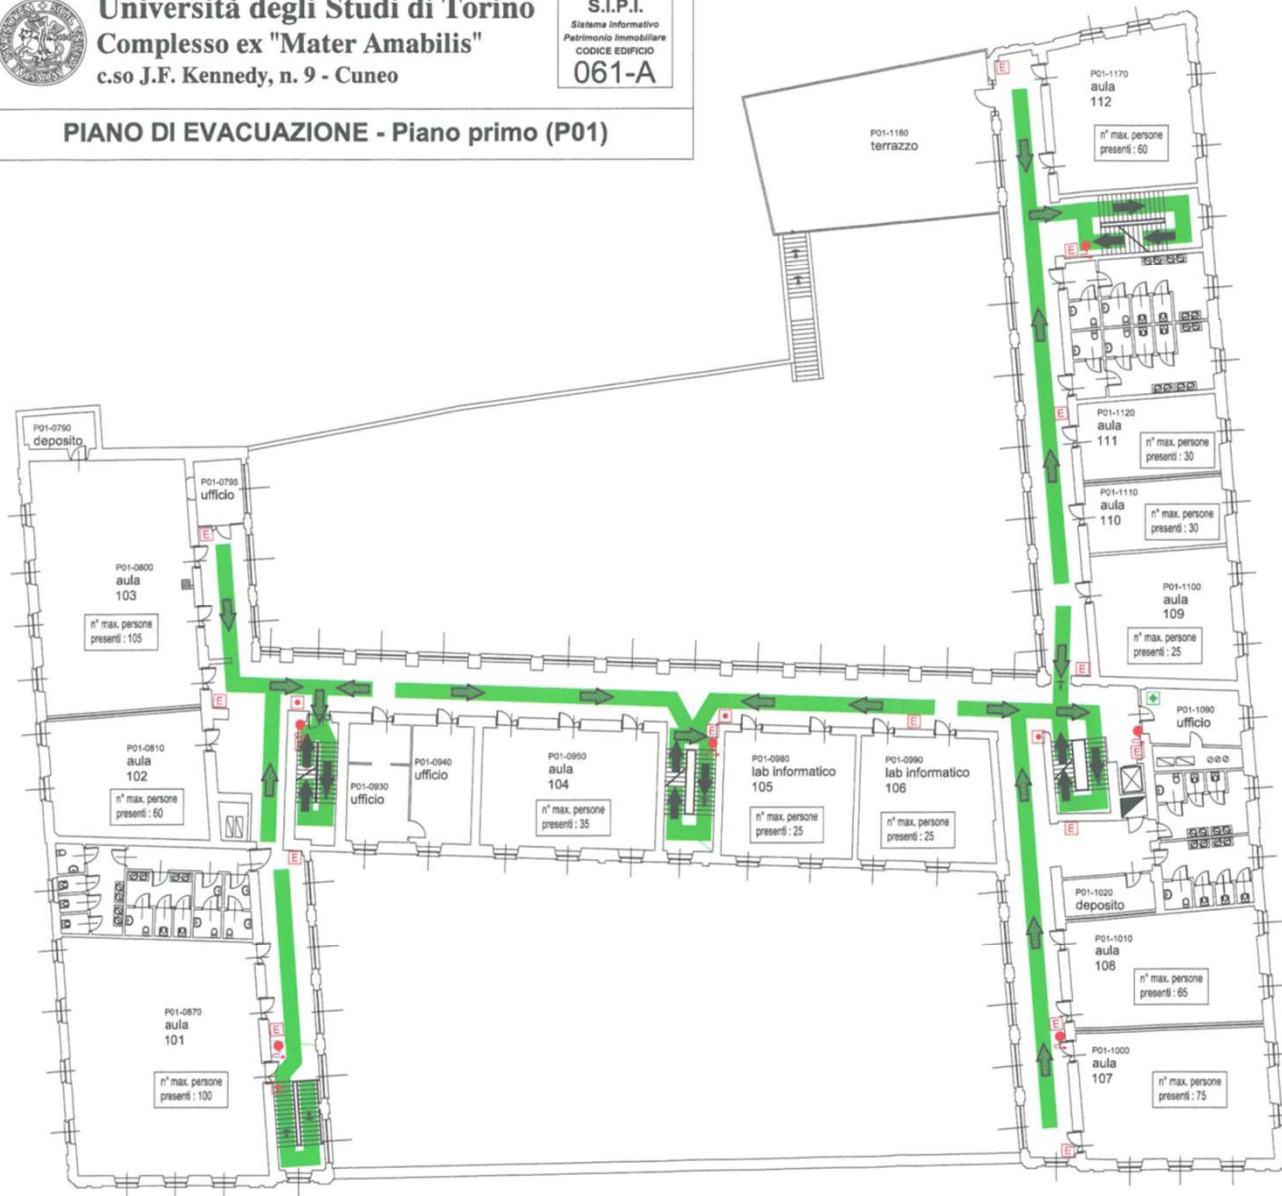 Università degli Studi di Torino
Complesso ex "Mater Amabilis"
c.so J.F. Kennedy, n. 9 - Cuneo
S.I.P.I.
Sistema Informativo
Patrimonio Immobiliare
CODICE EDIFICIO
061-A
PIANO DI EVACUAZIONE - Piano primo (P01)
P01-1170
aula
112
n° max. persone
presenti : 60
P01-1180
terrazzo
E
E
E
P01-1120
aula
111
n° max. persone
presenti : 30
P01-1110
aula
110
n° max. persone
presenti : 30
P01-1100
aula
109
n° max. persone
presenti : 25
E
P01-0790
deposito
P01-0795
ufficio
E
P01-0800
aula
103
n° max. persone
presenti : 105
E
P01-0810
aula
102
n° max. persone
presenti : 60
P01-0930
ufficio
P01-0940
ufficio
P01-0950
aula
104
n° max. persone
presenti : 35
E
P01-0980
lab informatico
105
n° max. persone
presenti : 25
E
P01-0990
lab informatico
106
n° max. persone
presenti : 25
P01-1090
ufficio
E
E
E
P01-1020
deposito
P01-1010
aula
108
n° max. persone
presenti : 65
E
P01-1000
aula
107
n° max. persone
presenti : 75
E
P01-0870
aula
101
n° max. persone
presenti : 100
E